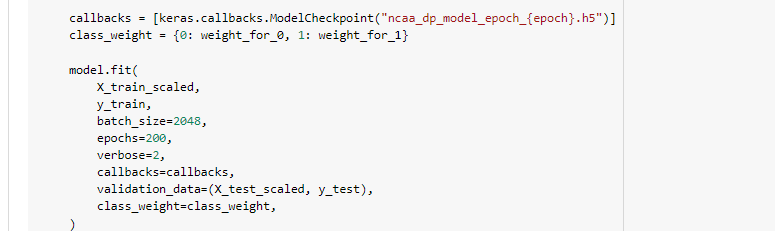 callbacks = [keras.callbacks.ModelCheckpoint("ncaa_dp_model_epoch_{epoch}.h5")]
class_weight = {0: weight_for_0, 1: weight_for_1}
model.fit(
X_train_scaled,
y_train,
batch_size=2048,
epochs=200,
verbose=2,
callbacks=callbacks,
validation_data=(X_test_scaled, y_test),
class_weight=class_weight,
)